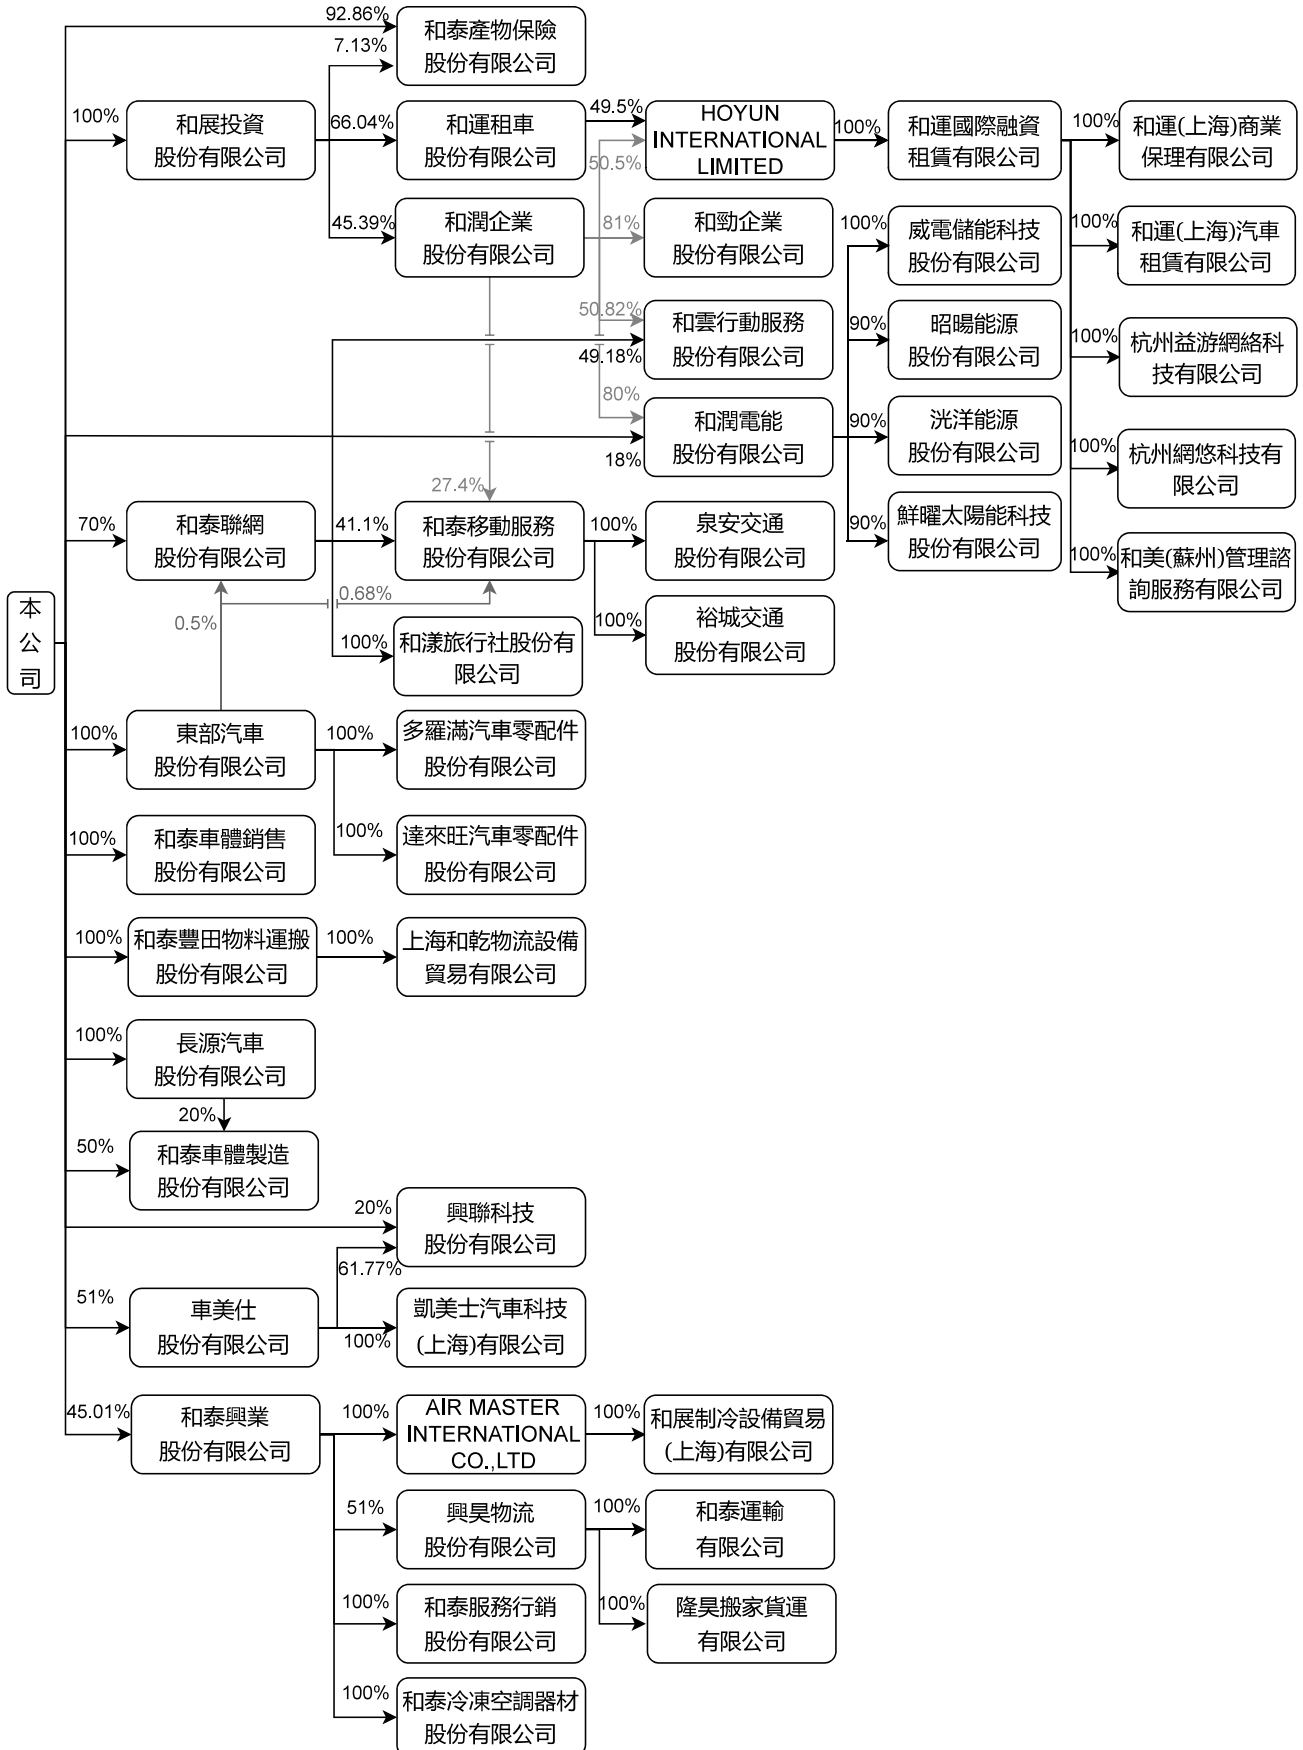 92.86%
和泰產物保險
股份有限公司
7.13%
100%
和展投資
股份有限公司
66.04%
和運租車
股份有限公司
49.5%
HOYUN
INTERNATIONAL
LIMITED
50.5%
100%
和運國際融資
租賃有限公司
100%
和運(上海)商業
保理有限公司
45.39%
和潤企業
股份有限公司
81%
和勁企業
股份有限公司
100%
威電儲能科技
股份有限公司
100%
和運(上海)汽車
租賃有限公司
50.82%
和雲行動服務
股份有限公司
49.18%
90%
昭暘能源
股份有限公司
100%
杭州益游網絡科
技有限公司
80%
和潤電能
股份有限公司
18%
90%
洸洋能源
股份有限公司
100%
杭州網悠科技有
限公司
27.4%
70%
和泰聯網
股份有限公司
41.1%
和泰移動服務
股份有限公司
100%
泉安交通
股份有限公司
90%
鮮曜太陽能科技
股份有限公司
100%
和美(蘇州)管理諮
詢服務有限公司
本
公
司
0.5%
0.68%
100%
和漾旅行社股份有
限公司
100%
裕城交通
股份有限公司
100%
東部汽車
股份有限公司
100%
多羅滿汽車零配件
股份有限公司
100%
和泰車體銷售
股份有限公司
100%
達來旺汽車零配件
股份有限公司
100%
和泰豐田物料運搬
股份有限公司
100%
上海和乾物流設備
貿易有限公司
100%
長源汽車
股份有限公司
20%
50%
和泰車體製造
股份有限公司
20%
興聯科技
股份有限公司
61.77%
51%
車美仕
股份有限公司
100%
凱美士汽車科技
(上海)有限公司
45.01%
和泰興業
股份有限公司
100%
AIR MASTER
INTERNATIONAL
CO.,LTD
100%
和展制冷設備貿易
(上海)有限公司
51%
興昊物流
股份有限公司
100%
和泰運輸
有限公司
100%
和泰服務行銷
股份有限公司
100%
隆昊搬家貨運
有限公司
100%
和泰冷凍空調器材
股份有限公司